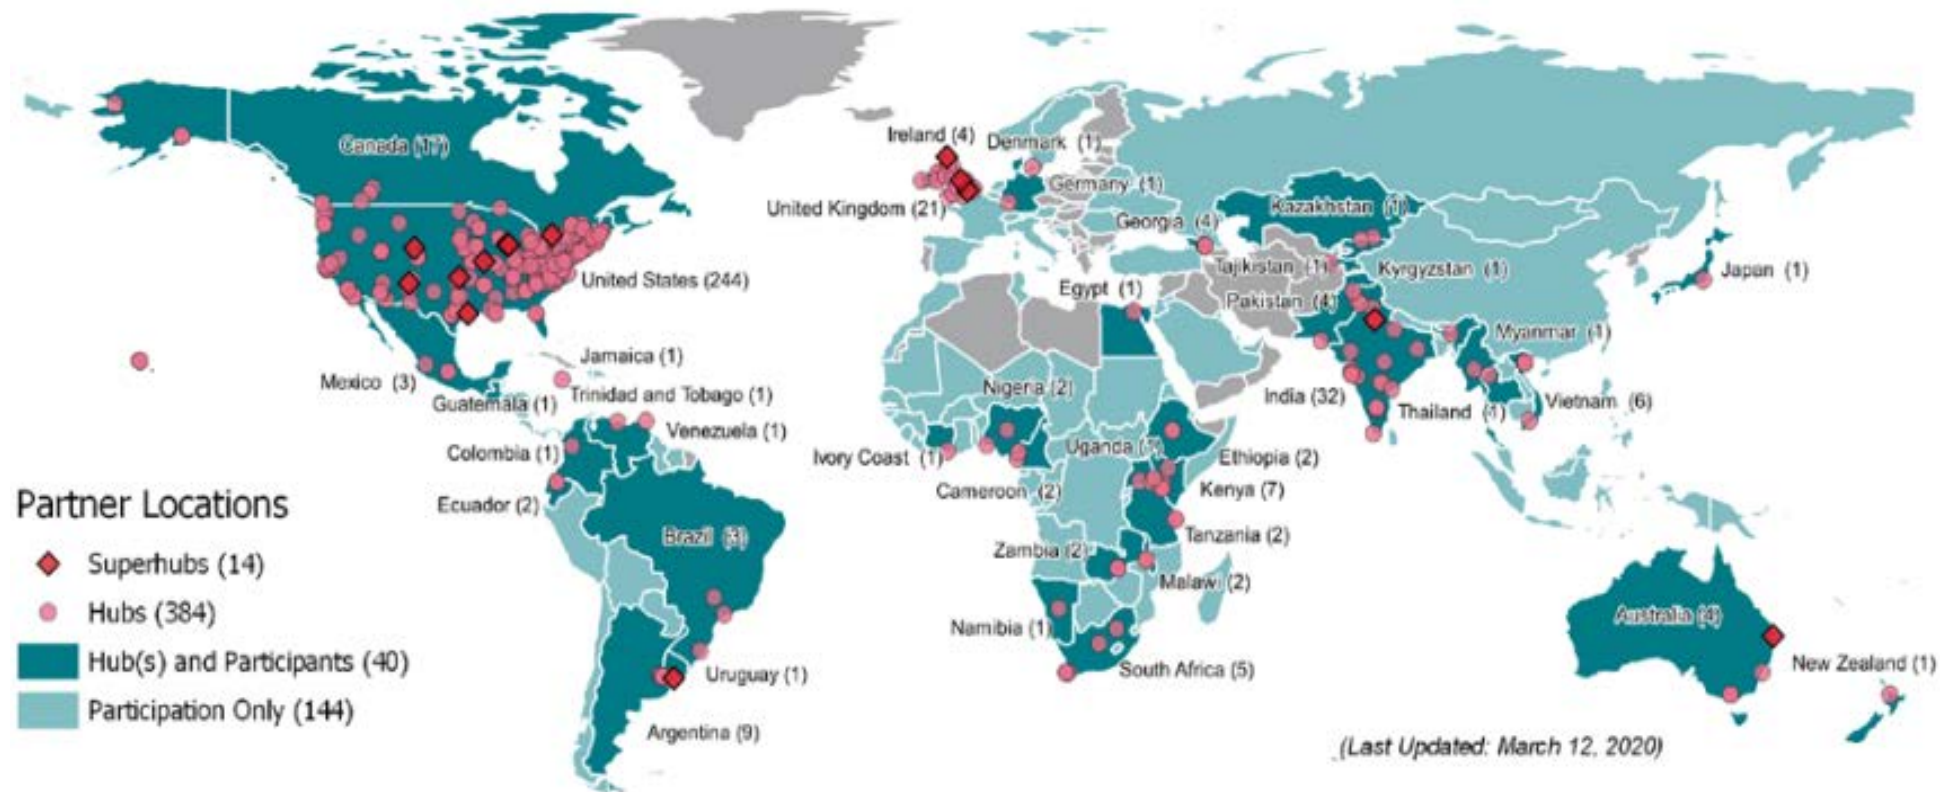 Canada (17)
Ireland (4)
Denmark (1)
Germany (1)
United Kingdom (21)
Georgia (4)
Kazakhstan (1)
United States (244)
Tajikistan (1)
Kyrgyzstan (1)
Japan (1)
Egypt (1)
Pakistan (4)
Myanmar (1)
Jamaica (1)
Mexico (3)
Guatemala (1)
Trinidad and Tobago (1)
Nigeria (2)
India (32)
Thailand (1)
Vietnam (6)
Venezuela (1)
Colombia (1)
Ivory Coast (1)
Uganda (1)
Ethiopia (2)
Ecuador (2)
Cameroon (2)
Kenya (7)
Brazil (3)
Zambia (2)
Tanzania (2)
Malawi (2)
Namibia (1)
South Africa (5)
Australia (4)
New Zealand (1)
Uruguay (1)
Argentina (9)
Partner Locations
Superhubs (14)
Hubs (384)
Hub(s) and Participants (40)
Participation Only (144)
(Last Updated: March 12, 2020)